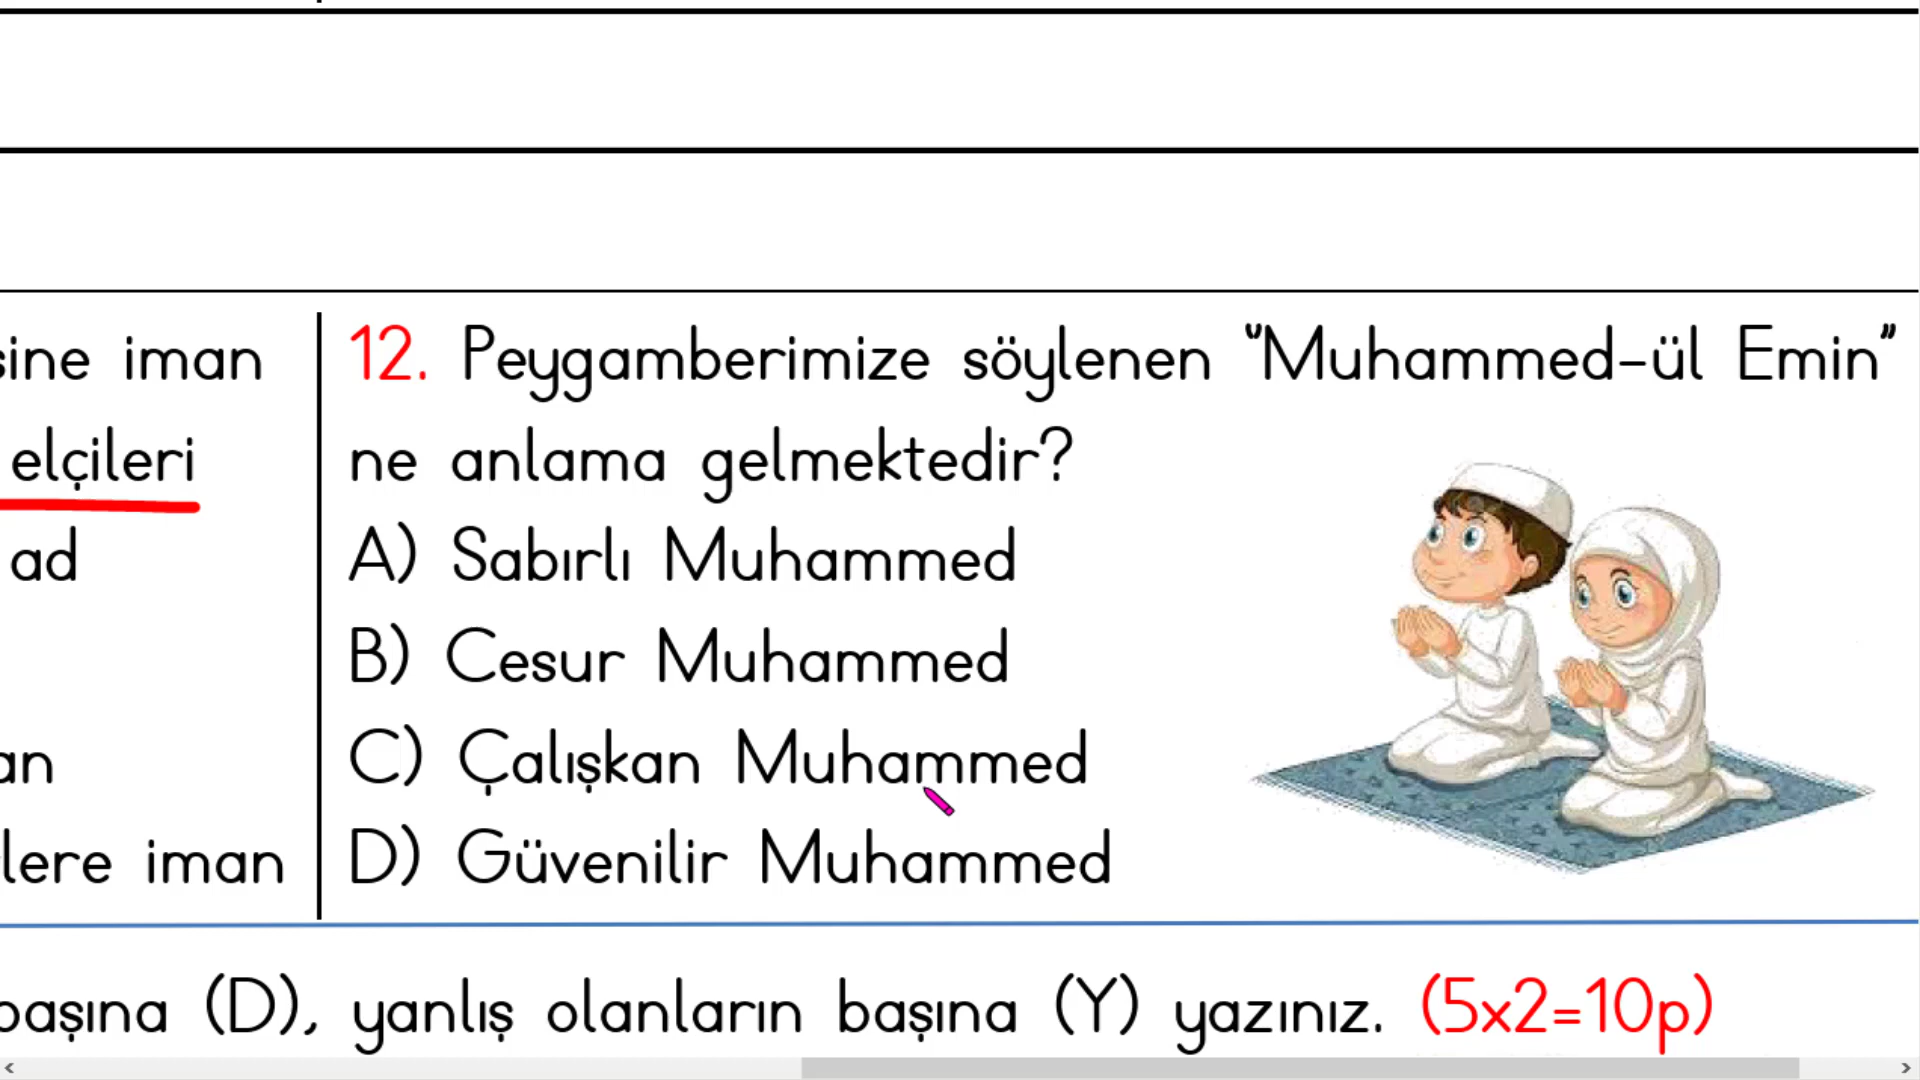 sine iman
elçileri
ad
an
lere iman
12. Peygamberimize söylenen "Muhammed-ül Emin"
ne anlama gelmektedir?
A) Sabırlı Muhammed
B) Cesur Muhammed
C) Çalışkan Muhammed
D) Güvenilir Muhammed
başına (D), yanlış olanların başına (Y) yazınız. (5x2=10p)